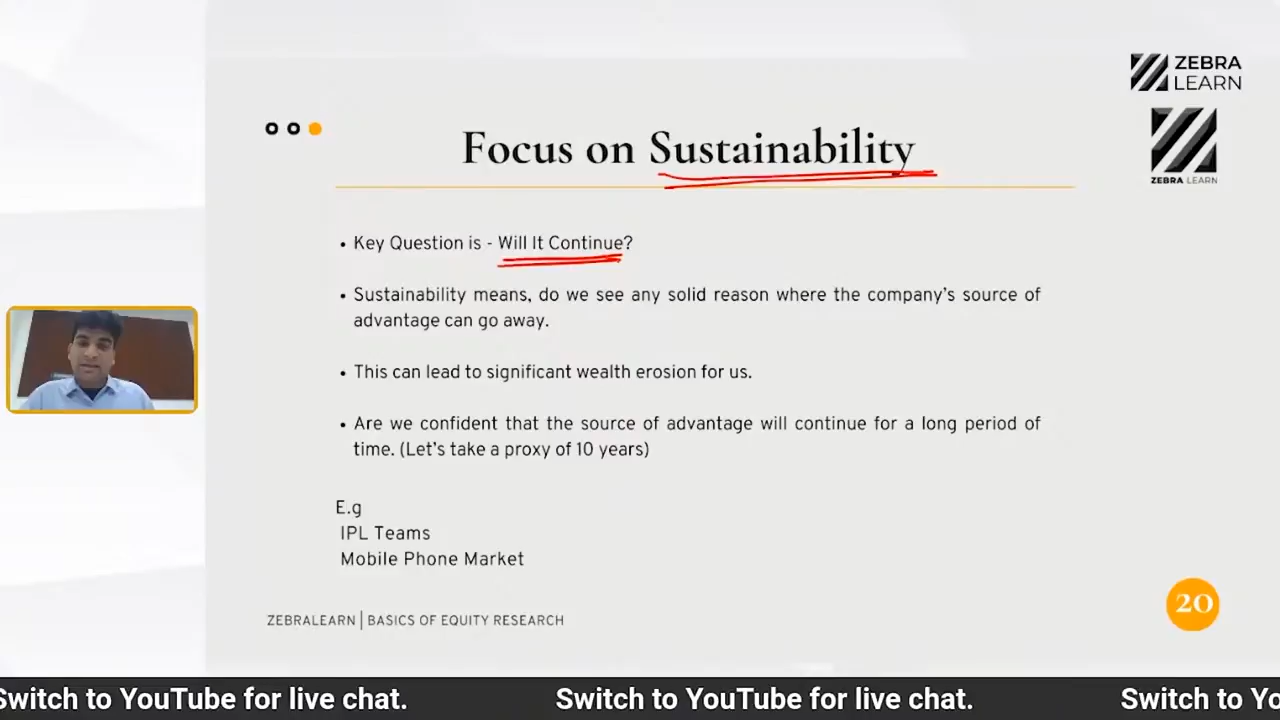 ZEBRA
LEARN
ZEBRA LEARN
Focus on Sustainability
• Key Question is - Will It Continue?
• Sustainability means, do we see any solid reason where the company's source of
advantage can go away.
• This can lead to significant wealth erosion for us.
• Are we confident that the source of advantage will continue for a long period of
time. (Let's take a proxy of 10 years)
E.g
IPL Teams
Mobile Phone Market
20
ZEBRALEARN | BASICS OF EQUITY RESEARCH
Switch to YouTube for live chat. Switch to YouTube for live chat. Switch to Yo